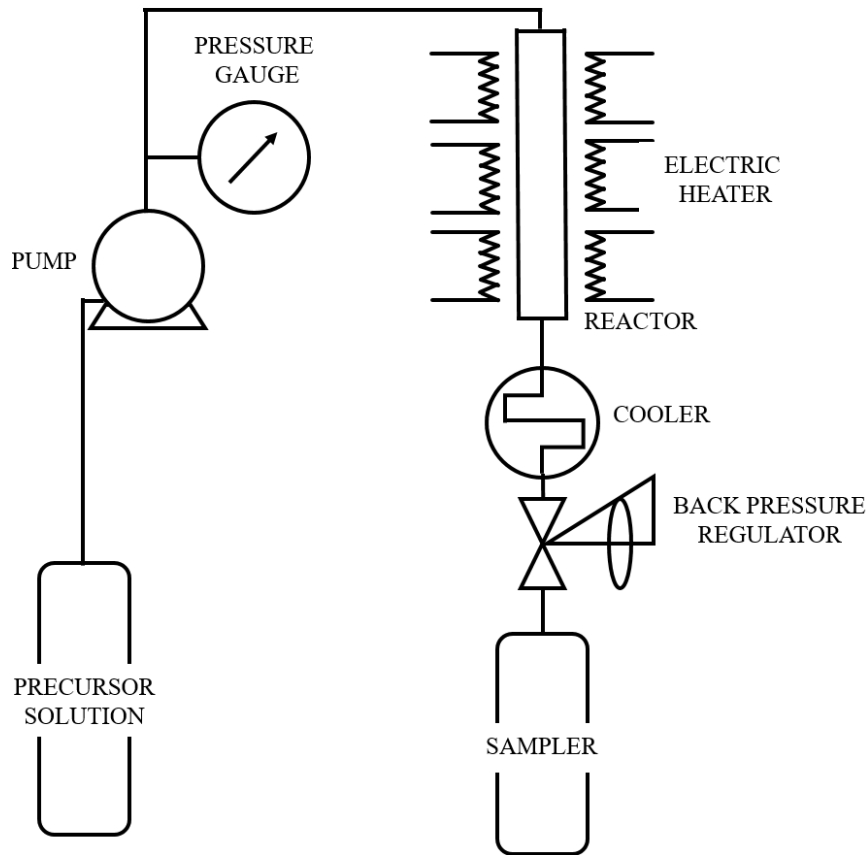 PRESSURE
GAUGE
ELECTRIC
HEATER
PUMP
REACTOR
COOLER
BACK PRESSURE
REGULATOR
PRECURSOR
SOLUTION
SAMPLER